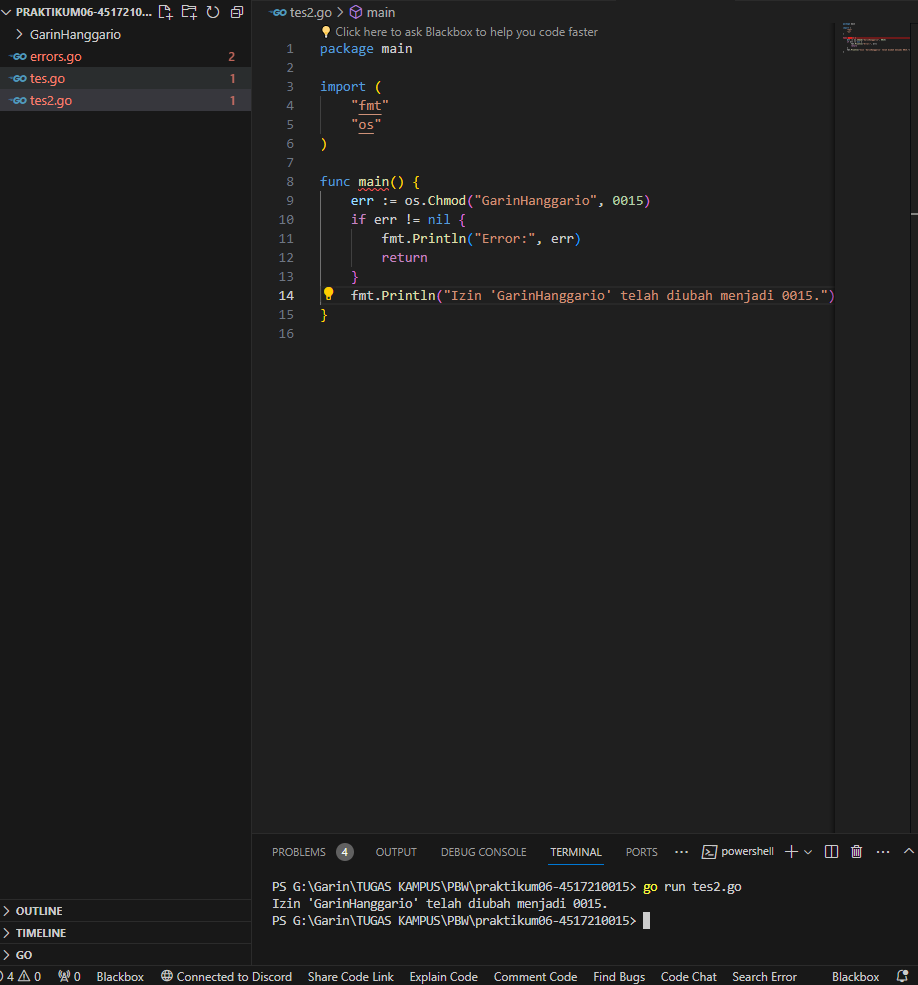 PRAKTIKUM06-4517210...
GarinHanggario
GO errors.go 2
GO tes.go 1
GO tes2.go 1
GO tes2.go > main
Click here to ask Blackbox to help you code faster
1 package main
2
3 import (
4 "fmt"
5 "os"
6 )
7
8 func main() {
9 err := os.Chmod("GarinHanggario", 0015)
10 if err != nil {
11 fmt.Println("Error:", err)
12 return
13 }
14 fmt.Println("Izin 'GarinHanggario' telah diubah menjadi 0015.")
15 }
16
PROBLEMS 4 OUTPUT DEBUG CONSOLE TERMINAL PORTS ... powershell ...
PS G:\Garin\TUGAS KAMPUS\PBW\praktikum06-4517210015> go run tes2.go
Izin 'GarinHanggario' telah diubah menjadi 0015.
PS G:\Garin\TUGAS KAMPUS\PBW\praktikum06-4517210015>
OUTLINE
TIMELINE
GO
4 0 0 Blackbox Connected to Discord Share Code Link Explain Code Comment Code Find Bugs Code Chat Search Error Blackbox